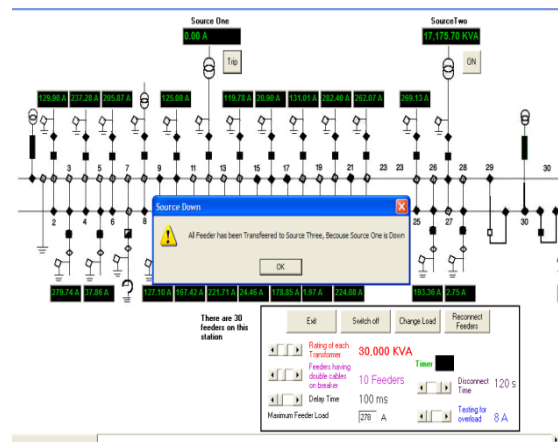 Source One
SourceTwo
0.00 A
17,175.70 KVA
Trip
ON
129.90 A 237.28 A 205.87 A 125.08 A 119.78 A 20.90 A 131.01 A 282.40 A 262.07 A 269.13 A
3 5 7 9 11 13 15 17 19 21 23 23 25 27 29 30
Source Down
All Feeder has been Transfeered to Source Three, Becouse Source One is Down
OK
2 4 6 8 25 27 30
279.74 A 37.86 A 127.10 A 167.42 A 221.71 A 24.46 A 178.85 A 1.97 A 224.08 A 193.36 A 2.75 A
There are 30
feeders on this
station
Exit
Switch off
Change Load
Reconnect
Feeders
Rating of each
Transformer
30,000 KVA
Timer
Feeders having
double cables
on breaker
10 Feeders
Disconnect
Time
120 s
Delay Time
100 ms
Maximum Feeder Load
278 A
Testing for
overload
8 A